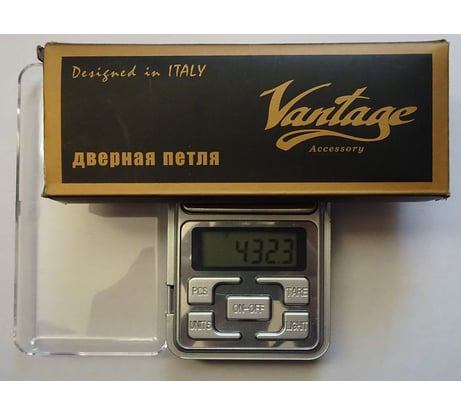 Designed in ITALY
Vantage
Accessory
дверная петля
432.3
PCS
TARE
ON-OFF
UNITS
LIGHT